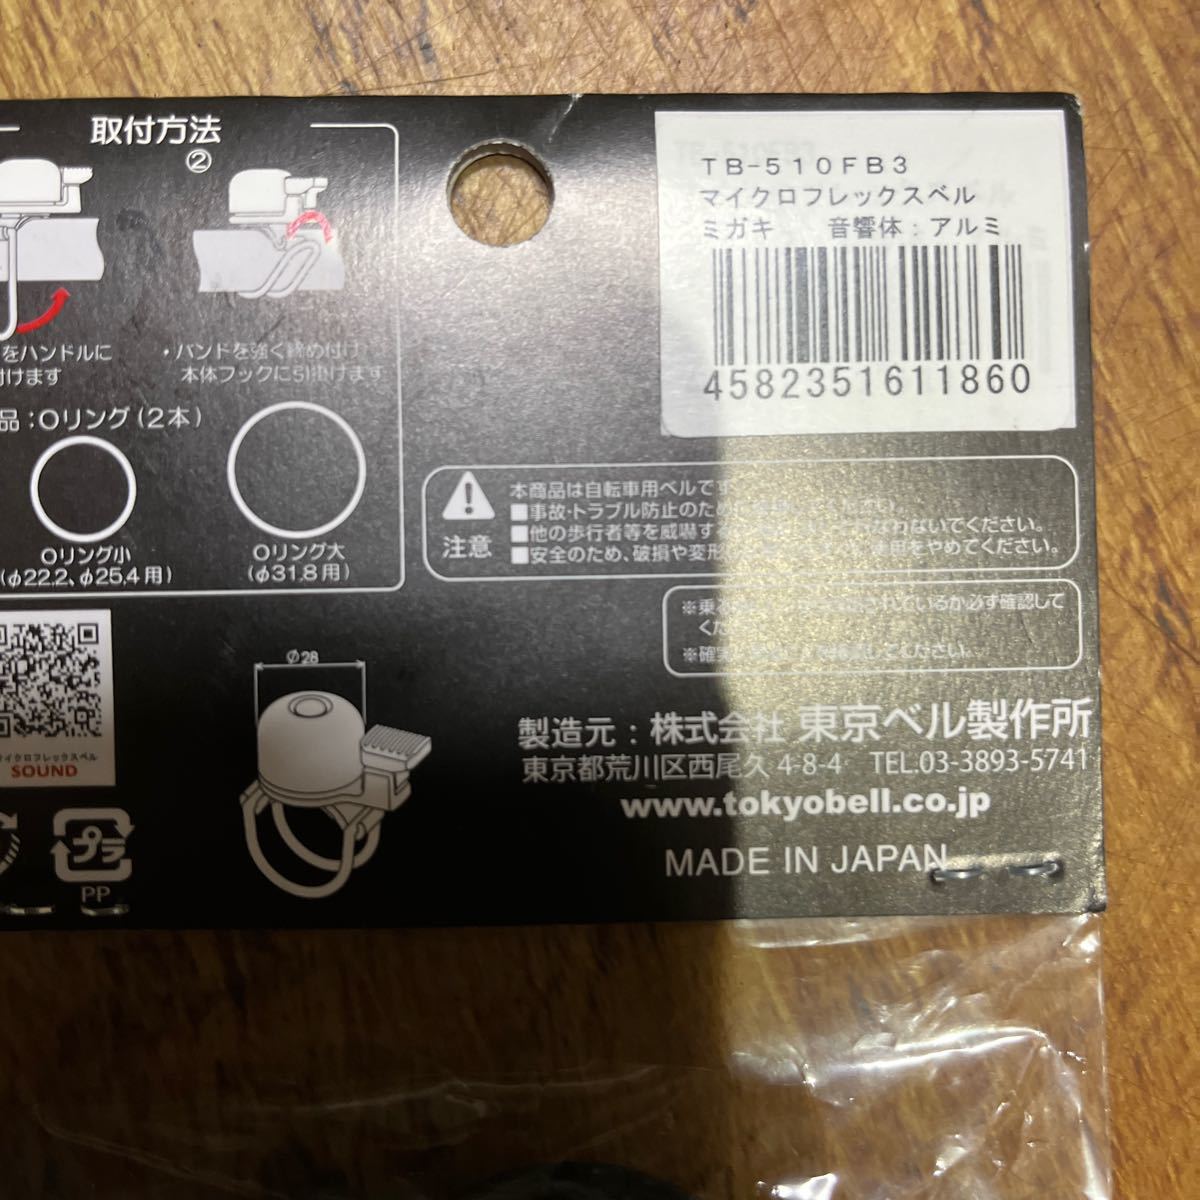 取付方法
②
をハンドルに
付けます
・バンドを強く締め付け
本体フックに引掛けます
品：Oリング(2本)
Oリング小
(φ22.2、φ25.4用)
Oリング大
(φ31.8用)
TB-510FB3
マイクロフレックスベル
ミガキ 音響体：アルミ
4582351611860
注意
本商品は自転車用ベルです
■事故・トラブル防止のため
■他の歩行者等を威嚇する わないでください。
■安全のため、破損や変形 使用をやめてください。
※乗 されているか必ず確認して
くだ
※確実 してください。
φ28
マイクロフレックスベル
SOUND
プラ
PP
製造元：株式会社 東京ベル製作所
東京都荒川区西尾久 4-8-4 TEL.03-3893-5741
www.tokyobell.co.jp
MADE IN JAPAN